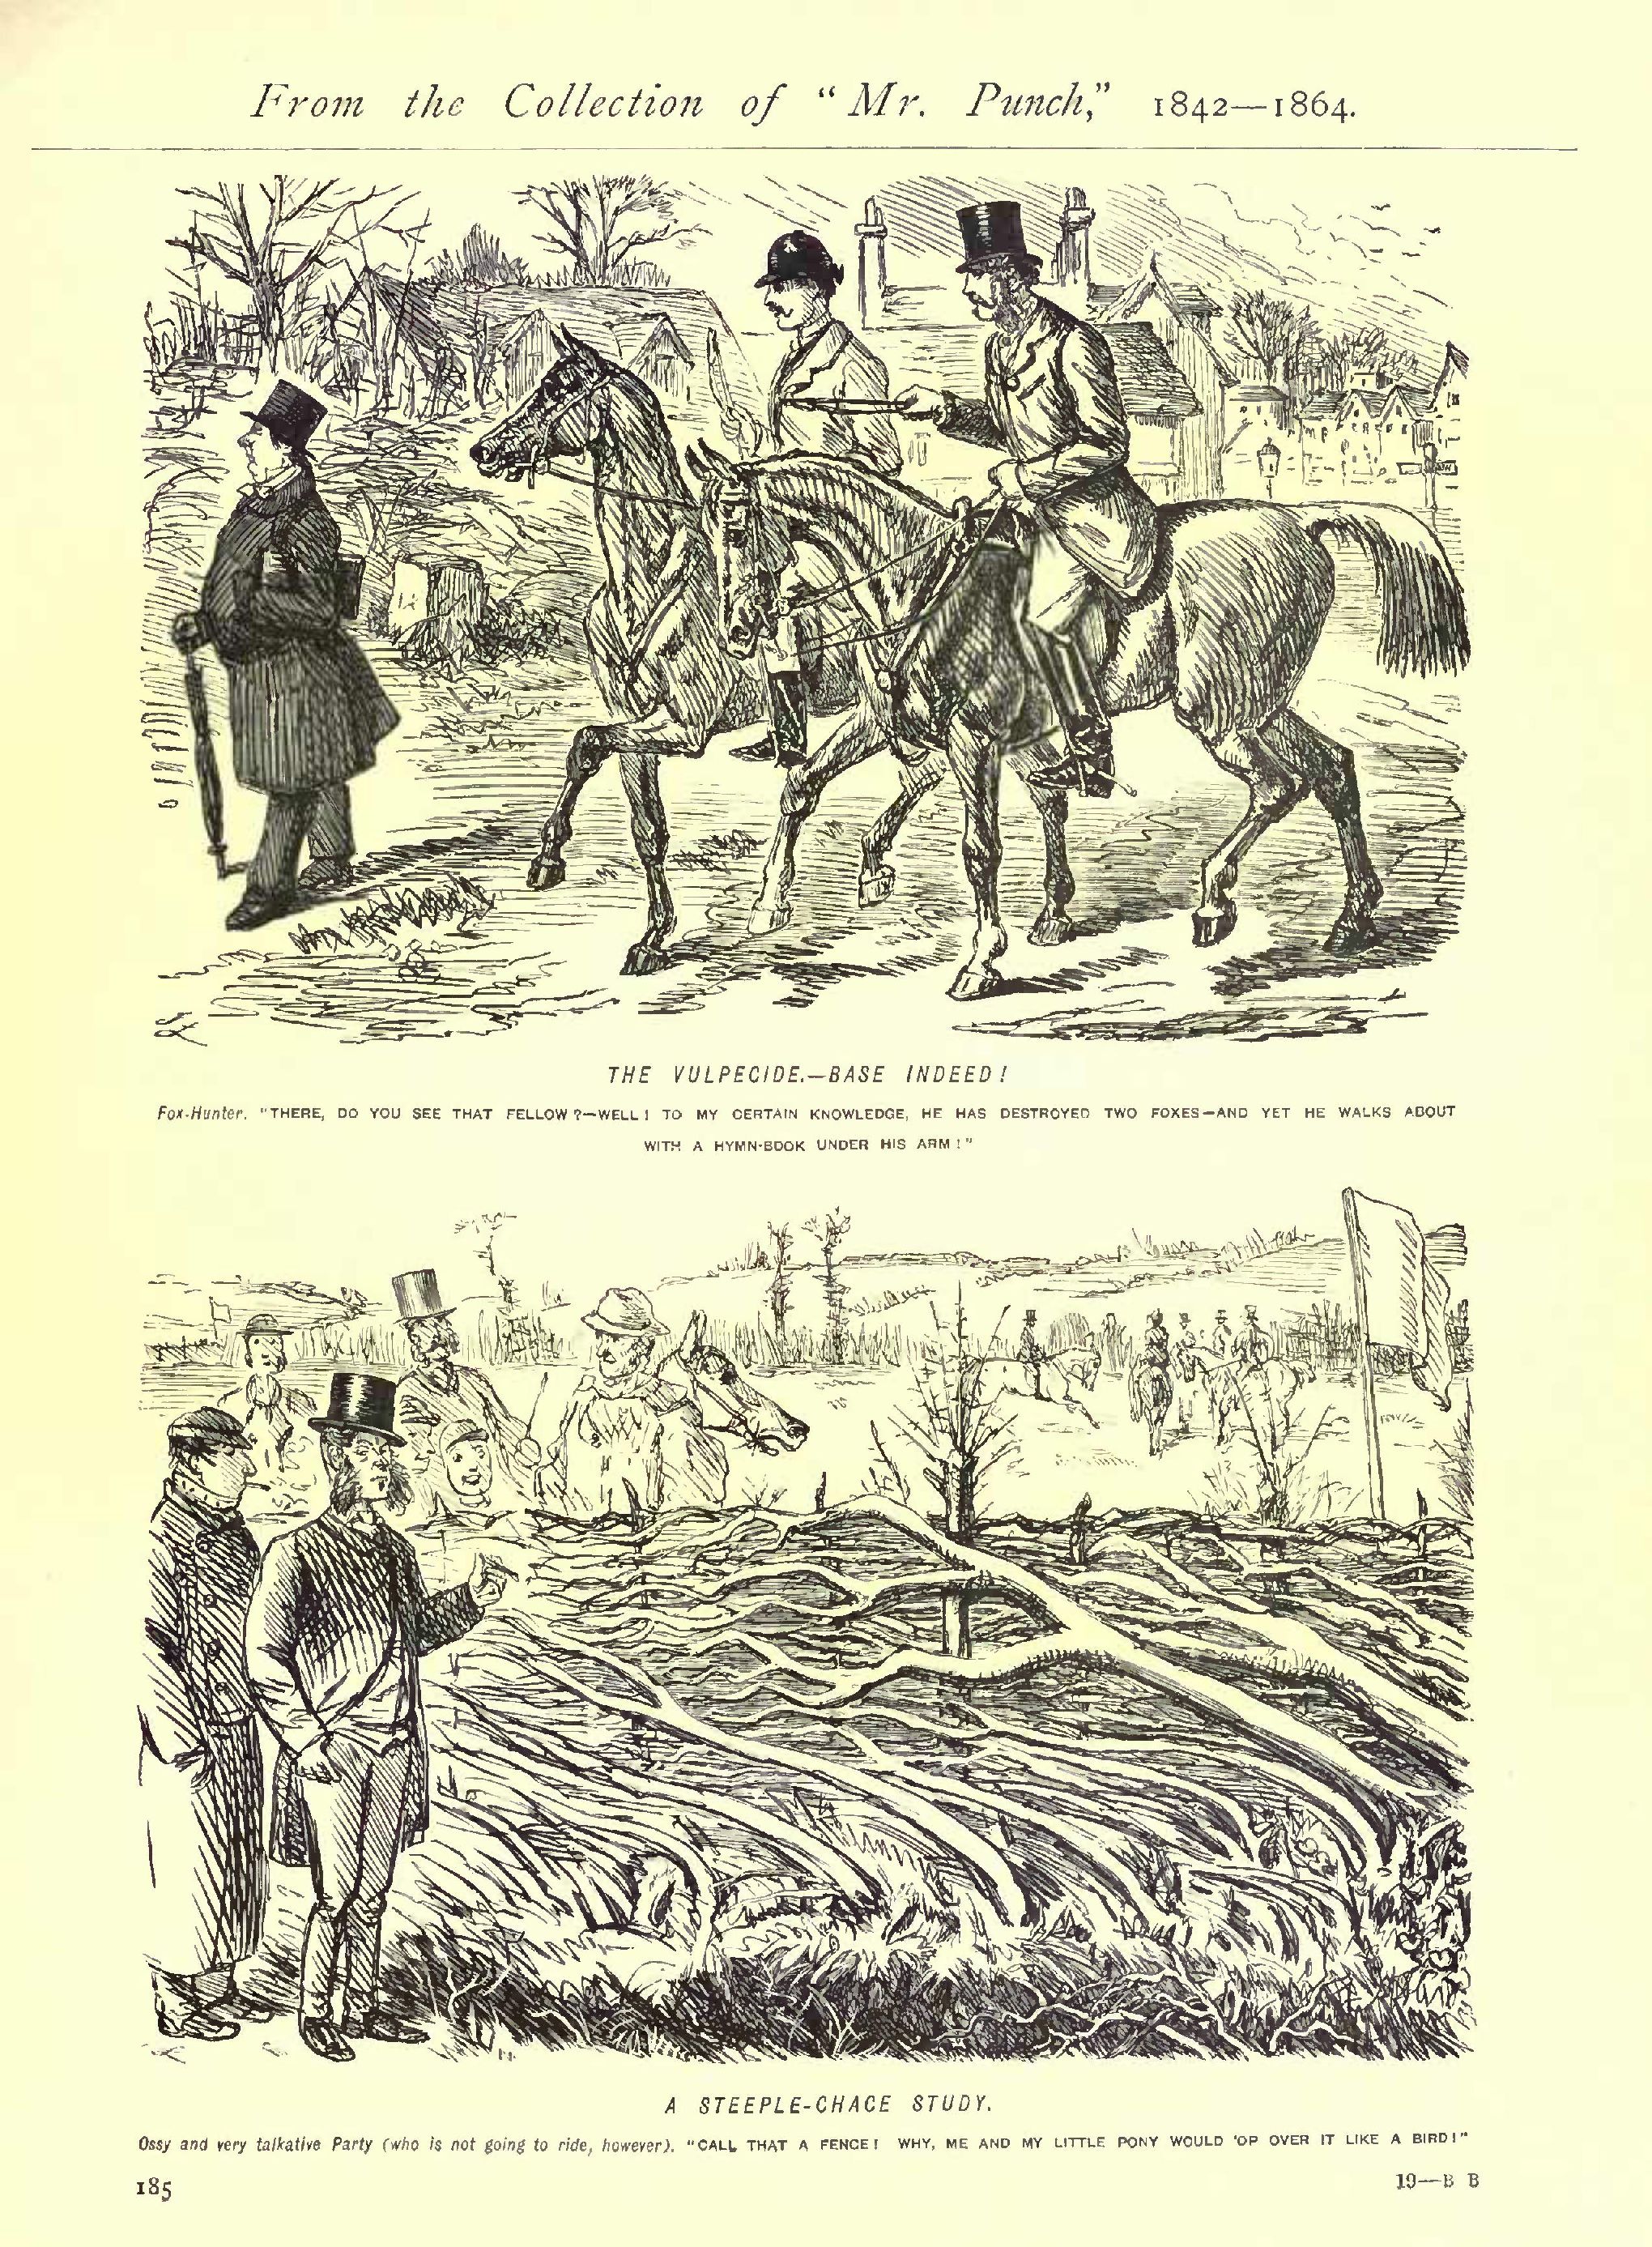 From the Collection of "Mr. Punch," 1842—1864.
THE VULPECIDE.—BASE INDEED!
Fox-Hunter. "THERE, DO YOU SEE THAT FELLOW?—WELL! TO MY CERTAIN KNOWLEDGE, HE HAS DESTROYED TWO FOXES—AND YET HE WALKS ABOUT
WITH A HYMN-BOOK UNDER HIS ARM!"
A STEEPLE-CHACE STUDY.
Ossy and very talkative Party (who is not going to ride, however). "CALL THAT A FENCE! WHY, ME AND MY LITTLE PONY WOULD 'OP OVER IT LIKE A BIRD!"
185
19—B B